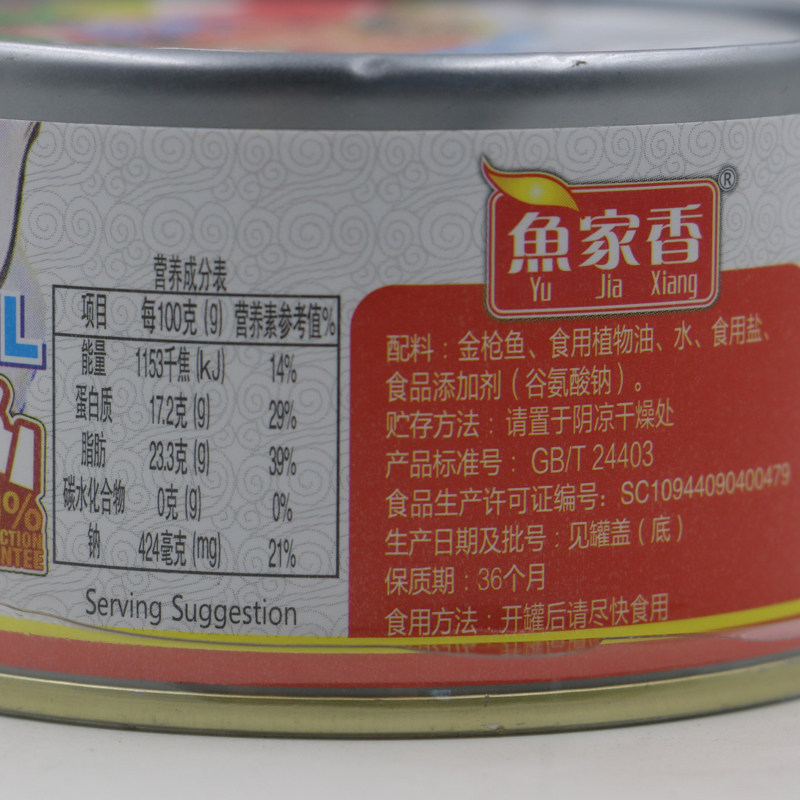 魚家香®
Yu Jia Xiang
营养成分表
项目 每100克(g) 营养素参考值%
能量 1153千焦(kJ) 14%
蛋白质 17.2克(g) 29%
脂肪 23.3克(g) 39%
碳水化合物 0克(g) 0%
钠 424毫克(mg) 21%
Serving Suggestion
配料：金枪鱼、食用植物油、水、食用盐、
食品添加剂（谷氨酸钠）。
贮存方法：请置于阴凉干燥处
产品标准号：GB/T 24403
食品生产许可证编号：SC10944090400479
生产日期及批号：见罐盖（底）
保质期：36个月
食用方法：开罐后请尽快食用
L
%